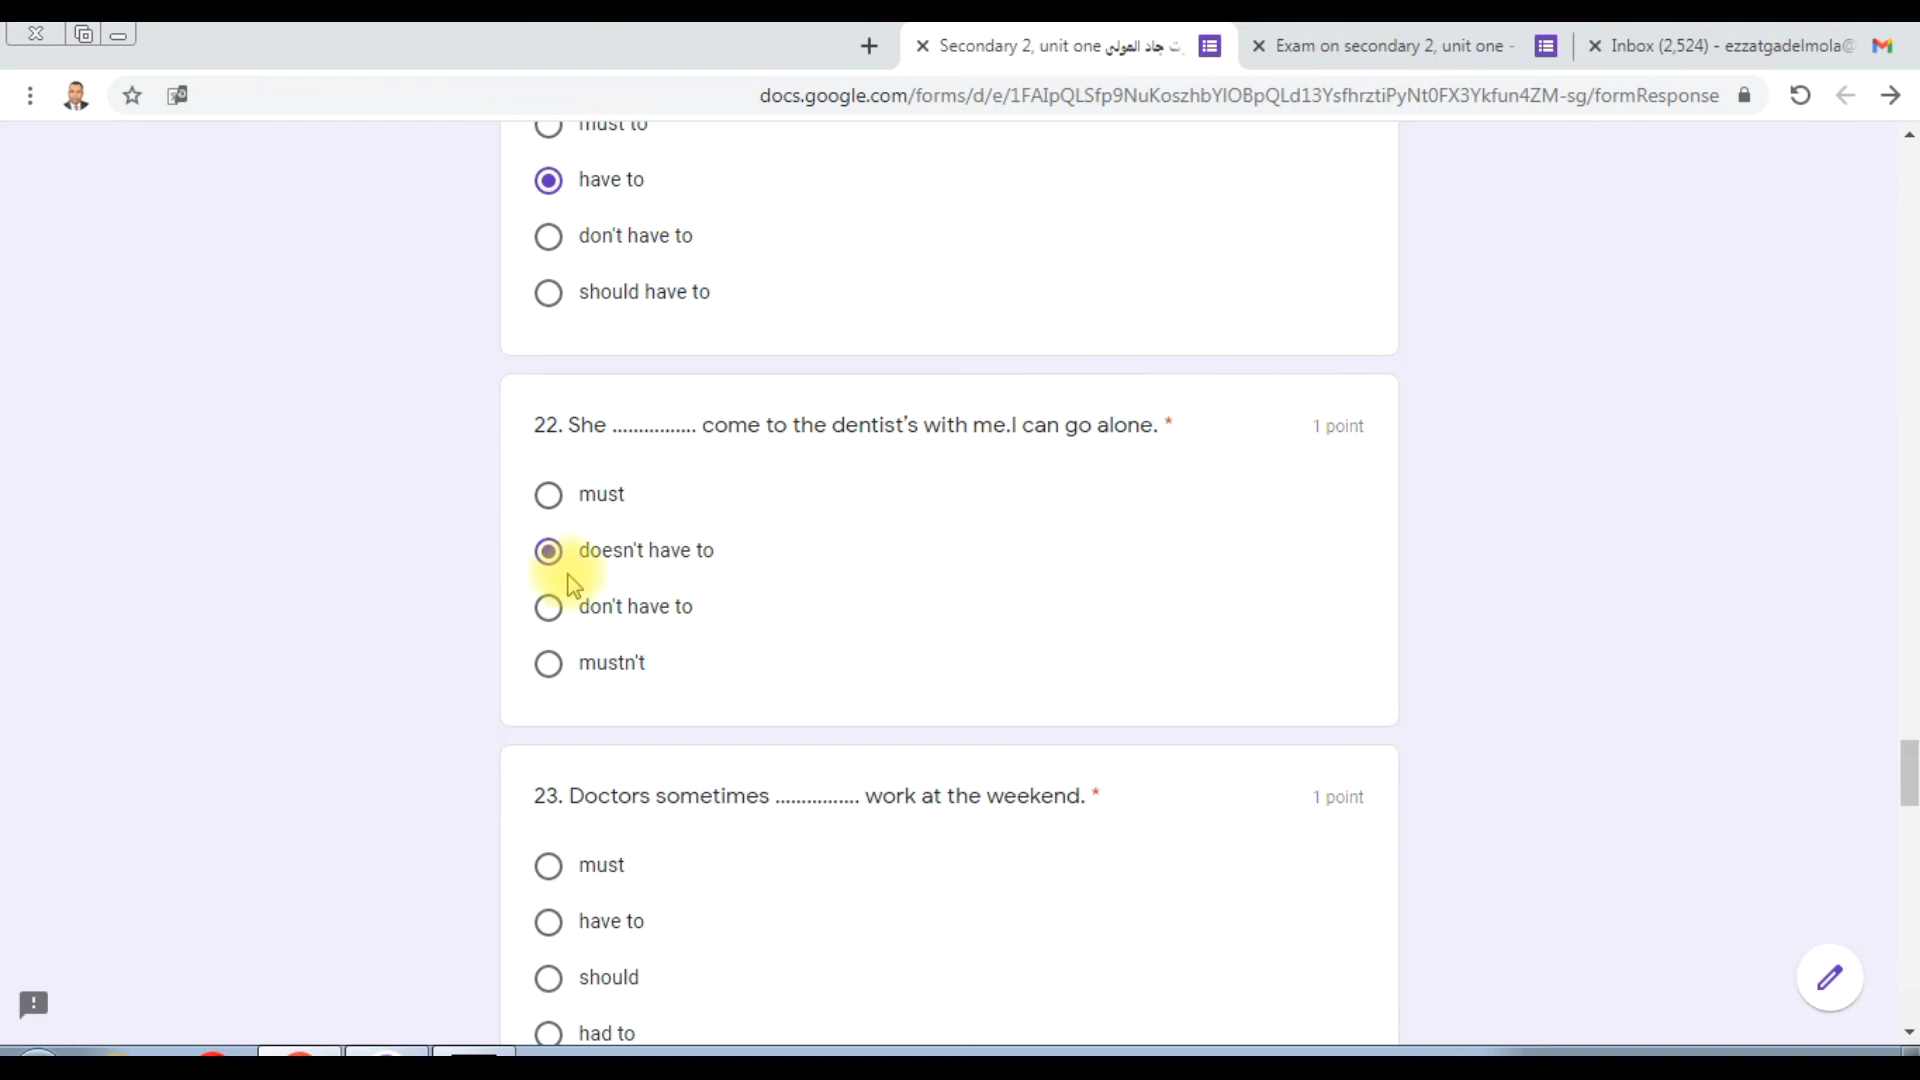 Secondary 2, unit one ت جاد المولى
Exam on secondary 2, unit one -
Inbox (2,524) - ezzatgadelmola@
docs.google.com/forms/d/e/1FAIpQLSfp9NuKoszhbYlOBpQLd13YsfhrztiPyNt0FX3Ykfun4ZM-sg/formResponse
must to
have to
don't have to
should have to
22. She ................ come to the dentist's with me.I can go alone. *
1 point
must
doesn't have to
don't have to
mustn't
23. Doctors sometimes ................ work at the weekend. *
1 point
must
have to
should
had to